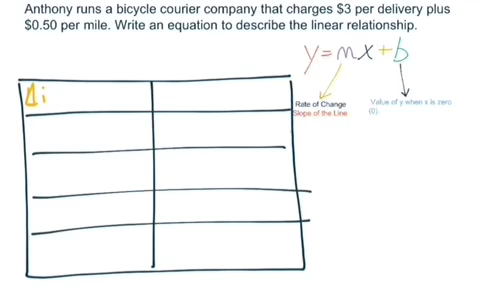 Anthony runs a bicycle courier company that charges $3 per delivery plus
$0.50 per mile. Write an equation to describe the linear relationship.
y=mx+b
Rate of Change
Slope of the Line
Value of y when x is zero
(0)